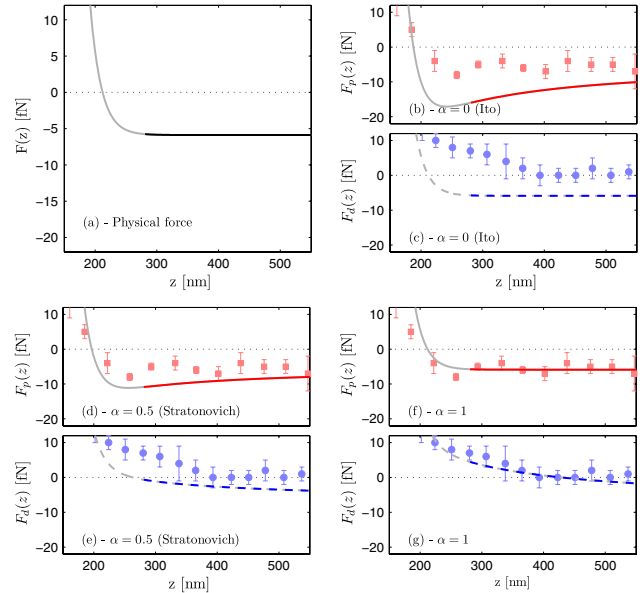 10
5
0
−5
−10
−15
−20
F(z) [fN]
(a) - Physical force
200 300 400 500
z [nm]
10
0
−10
−20
F_p(z) [fN]
(b) - α = 0 (Ito)
10
0
−10
−20
F_d(z) [fN]
(c) - α = 0 (Ito)
200 300 400 500
z [nm]
10
0
−10
−20
F_p(z) [fN]
(d) - α = 0.5 (Stratonovich)
10
0
−10
−20
F_d(z) [fN]
(e) - α = 0.5 (Stratonovich)
200 300 400 500
z [nm]
10
0
−10
−20
F_p(z) [fN]
(f) - α = 1
10
0
−10
−20
F_d(z) [fN]
(g) - α = 1
200 300 400 500
z [nm]